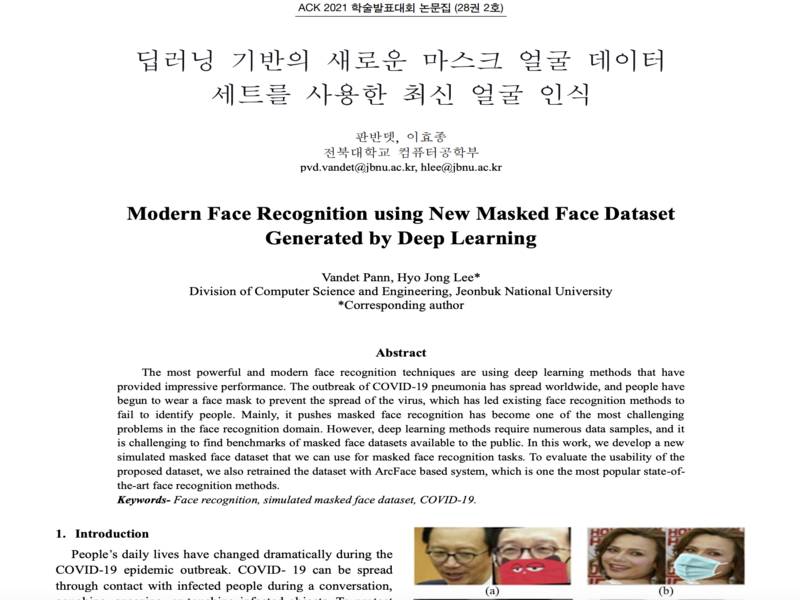 ACK 2021 학술발표대회 논문집 (28권 2호)
딥러닝 기반의 새로운 마스크 얼굴 데이터
세트를 사용한 최신 얼굴 인식
판반뎃, 이효종
전북대학교 컴퓨터공학부
pvd.vandet@jbnu.ac.kr, hlee@jbnu.ac.kr
Modern Face Recognition using New Masked Face Dataset
Generated by Deep Learning
Vandet Pann, Hyo Jong Lee*
Division of Computer Science and Engineering, Jeonbuk National University
*Corresponding author
Abstract
The most powerful and modern face recognition techniques are using deep learning methods that have
provided impressive performance. The outbreak of COVID-19 pneumonia has spread worldwide, and people have
begun to wear a face mask to prevent the spread of the virus, which has led existing face recognition methods to
fail to identify people. Mainly, it pushes masked face recognition has become one of the most challenging
problems in the face recognition domain. However, deep learning methods require numerous data samples, and it
is challenging to find benchmarks of masked face datasets available to the public. In this work, we develop a new
simulated masked face dataset that we can use for masked face recognition tasks. To evaluate the usability of the
proposed dataset, we also retrained the dataset with ArcFace based system, which is one the most popular state-of-
the-art face recognition methods.
Keywords- Face recognition, simulated masked face dataset, COVID-19.
1. Introduction
People's daily lives have changed dramatically during the
COVID-19 epidemic outbreak. COVID- 19 can be spread
through contact with infected people during a conversation,
(a)
(b)